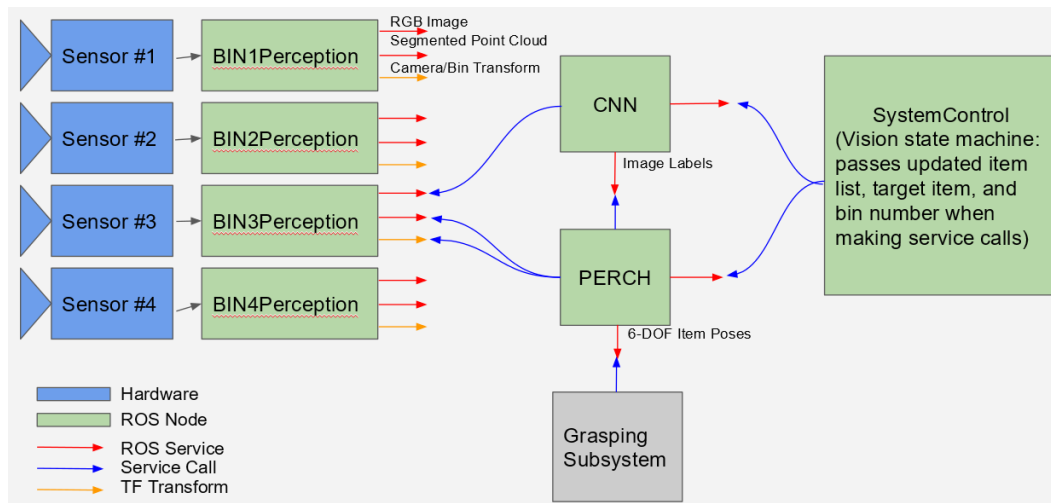 Sensor #1
BIN1Perception
RGB Image
Segmented Point Cloud
Camera/Bin Transform
Sensor #2
BIN2Perception
Sensor #3
BIN3Perception
Sensor #4
BIN4Perception
CNN
Image Labels
PERCH
6-DOF Item Poses
Grasping
Subsystem
SystemControl
(Vision state machine:
passes updated item
list, target item, and
bin number when
making service calls)
Hardware
ROS Node
ROS Service
Service Call
TF Transform